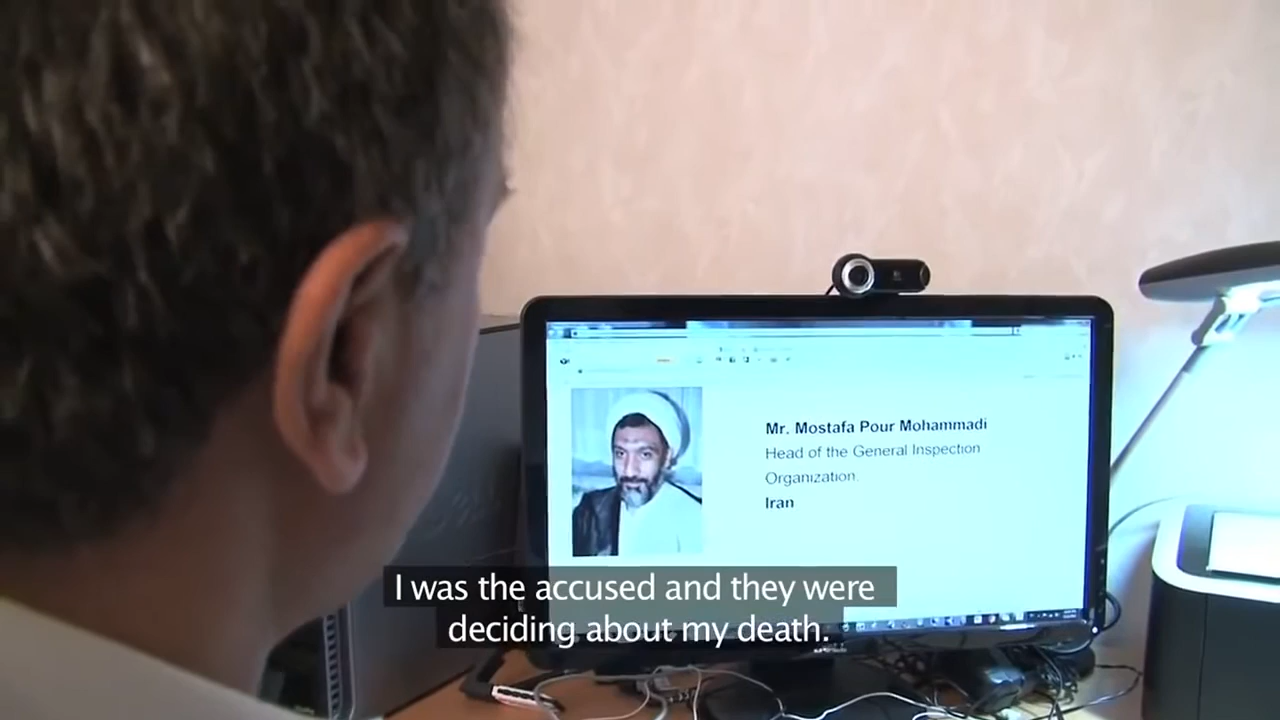 Mr. Mostafa Pour Mohammadi
Head of the General Inspection
Organization.
Iran
I was the accused and they were
deciding about my death.